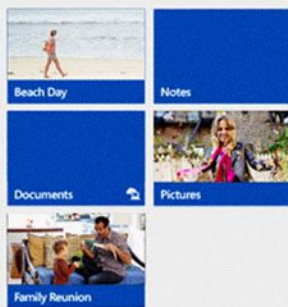 Beach Day
Notes
Documents
Pictures
Family Reunion